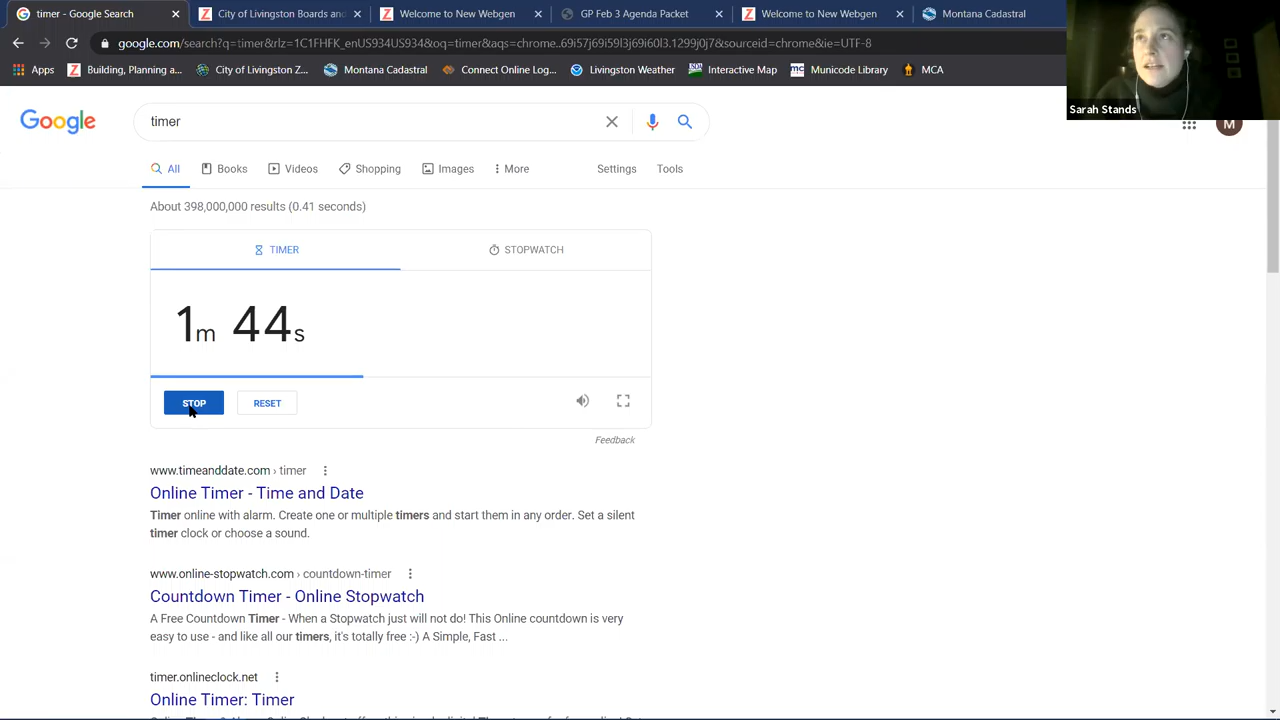 timer - Google Search
City of Livingston Boards and
Welcome to New Webgen
GP Feb 3 Agenda Packet
Welcome to New Webgen
Montana Cadastral
google.com/search?q=timer&rlz=1C1FHFK_enUS934US934&oq=timer&aqs=chrome..69i57j69i59l3j69i60l3.1299j0j7&sourceid=chrome&ie=UTF-8
Apps
Building, Planning a...
City of Livingston Z...
Montana Cadastral
Connect Online Log...
Livingston Weather
Interactive Map
Municode Library
MCA
Sarah Stands
Google
timer
M
All
Books
Videos
Shopping
Images
More
Settings
Tools
About 398,000,000 results (0.41 seconds)
TIMER
STOPWATCH
1m 44s
STOP
RESET
Feedback
www.timeanddate.com › timer
Online Timer - Time and Date
Timer online with alarm. Create one or multiple timers and start them in any order. Set a silent
timer clock or choose a sound.
www.online-stopwatch.com › countdown-timer
Countdown Timer - Online Stopwatch
A Free Countdown Timer - When a Stopwatch just will not do! This Online countdown is very
easy to use - and like all our timers, it's totally free :-) A Simple, Fast ...
timer.onlineclock.net
Online Timer: Timer